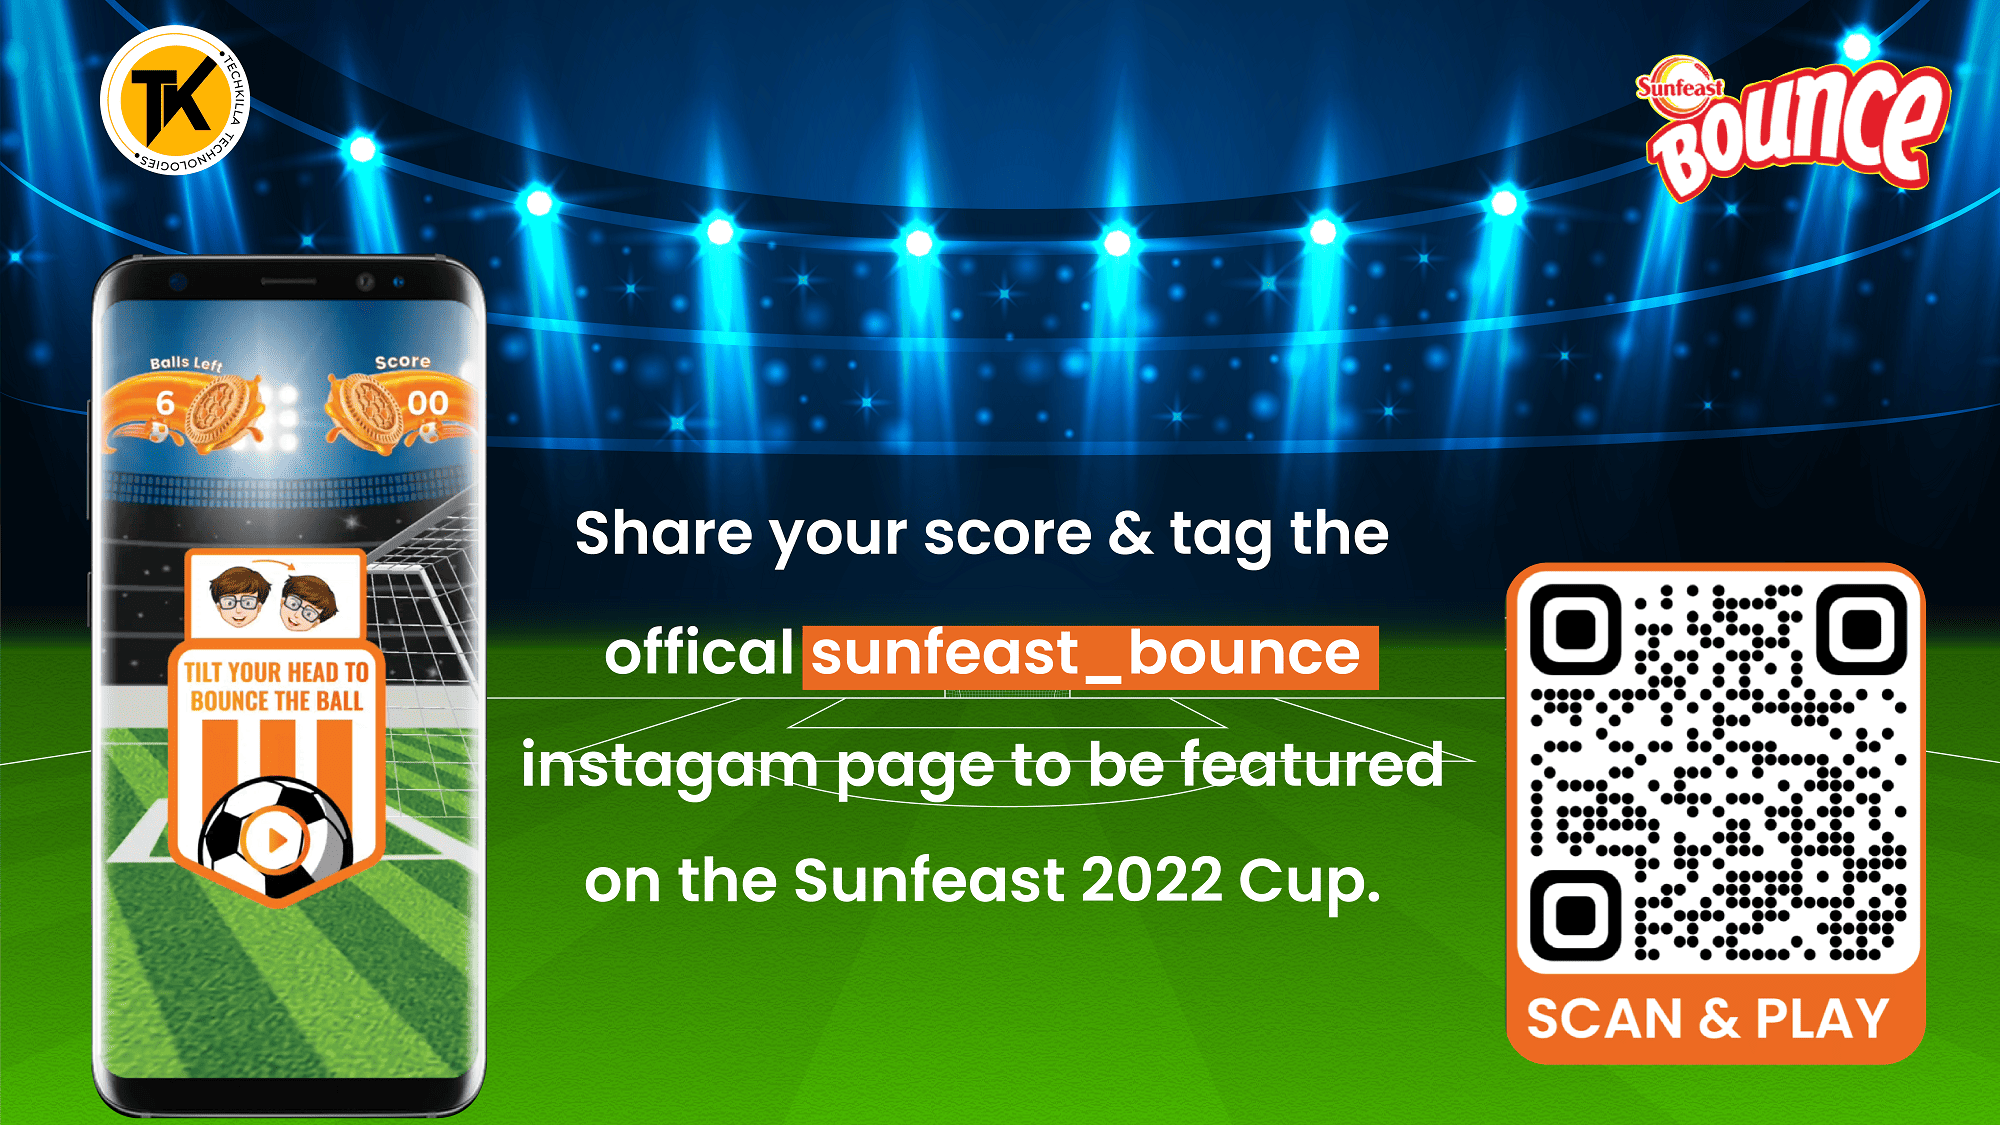 TK
TECHKILLA TECHNOLOGIES
Sunfeast
BOUNCE
Balls Left
6
Score
00
TILT YOUR HEAD TO
BOUNCE THE BALL
Share your score & tag the
offical sunfeast_bounce
instagam page to be featured
on the Sunfeast 2022 Cup.
SCAN & PLAY